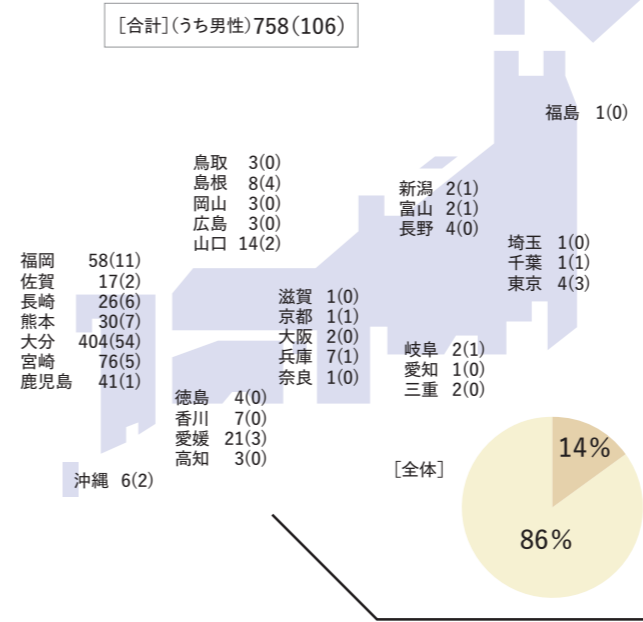 [合計](うち男性)758(106)
福島 1(0)
鳥取 3(0)
島根 8(4)
岡山 3(0)
広島 3(0)
山口 14(2)
新潟 2(1)
富山 2(1)
長野 4(0)
埼玉 1(0)
千葉 1(1)
東京 4(3)
福岡 58(11)
佐賀 17(2)
長崎 26(6)
熊本 30(7)
大分 404(54)
宮崎 76(5)
鹿児島 41(1)
滋賀 1(0)
京都 1(1)
大阪 2(0)
兵庫 7(1)
奈良 1(0)
岐阜 2(1)
愛知 1(0)
三重 2(0)
徳島 4(0)
香川 7(0)
愛媛 21(3)
高知 3(0)
沖縄 6(2)
[全体]
14%
86%